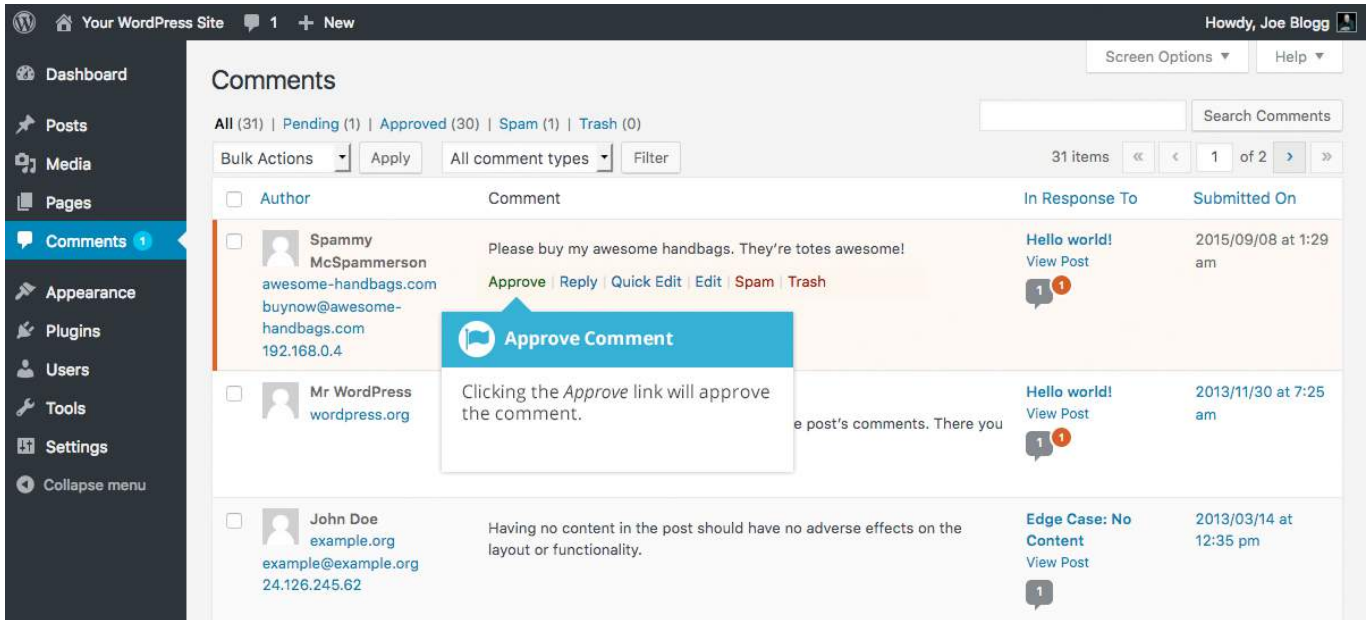 Your WordPress Site 1 + New Howdy, Joe Blogg
Screen Options ▼ Help ▼
Dashboard
Posts
Media
Pages
Comments 1
Appearance
Plugins
Users
Tools
Settings
Collapse menu
Comments
All (31) | Pending (1) | Approved (30) | Spam (1) | Trash (0)
Search Comments
Bulk Actions Apply All comment types Filter
31 items « ‹ 1 of 2 › »
Author Comment In Response To Submitted On
Spammy
McSpammerson
awesome-handbags.com
buynow@awesome-
handbags.com
192.168.0.4
Please buy my awesome handbags. They're totes awesome!
Approve | Reply | Quick Edit | Edit | Spam | Trash
Hello world!
View Post
1 1
2015/09/08 at 1:29
am
Approve Comment
Clicking the Approve link will approve
the comment.
Mr WordPress
wordpress.org
e post's comments. There you
Hello world!
View Post
1 1
2013/11/30 at 7:25
am
John Doe
example.org
example@example.org
24.126.245.62
Having no content in the post should have no adverse effects on the
layout or functionality.
Edge Case: No
Content
View Post
1
2013/03/14 at
12:35 pm